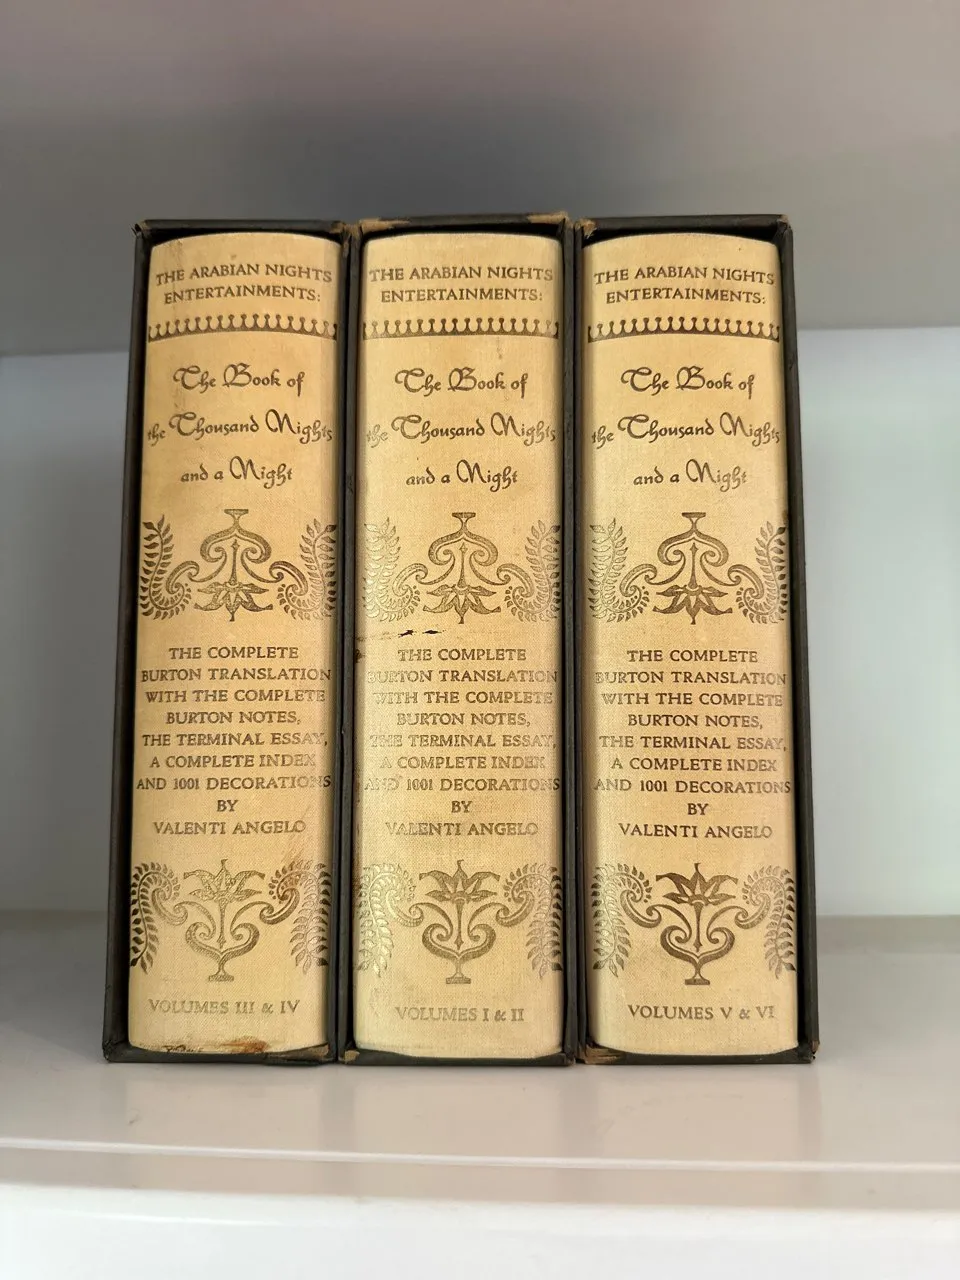 THE ARABIAN NIGHTS
ENTERTAINMENTS:
The Book of
the Thousand Nights
and a Night
THE COMPLETE
BURTON TRANSLATION
WITH THE COMPLETE
BURTON NOTES,
THE TERMINAL ESSAY,
A COMPLETE INDEX
AND 1001 DECORATIONS
BY
VALENTI ANGELO
VOLUMES III & IV
THE ARABIAN NIGHTS
ENTERTAINMENTS:
The Book of
the Thousand Nights
and a Night
THE COMPLETE
BURTON TRANSLATION
WITH THE COMPLETE
BURTON NOTES,
THE TERMINAL ESSAY,
A COMPLETE INDEX
AND 1001 DECORATIONS
BY
VALENTI ANGELO
VOLUMES I & II
THE ARABIAN NIGHTS
ENTERTAINMENTS:
The Book of
the Thousand Nights
and a Night
THE COMPLETE
BURTON TRANSLATION
WITH THE COMPLETE
BURTON NOTES,
THE TERMINAL ESSAY,
A COMPLETE INDEX
AND 1001 DECORATIONS
BY
VALENTI ANGELO
VOLUMES V & VI